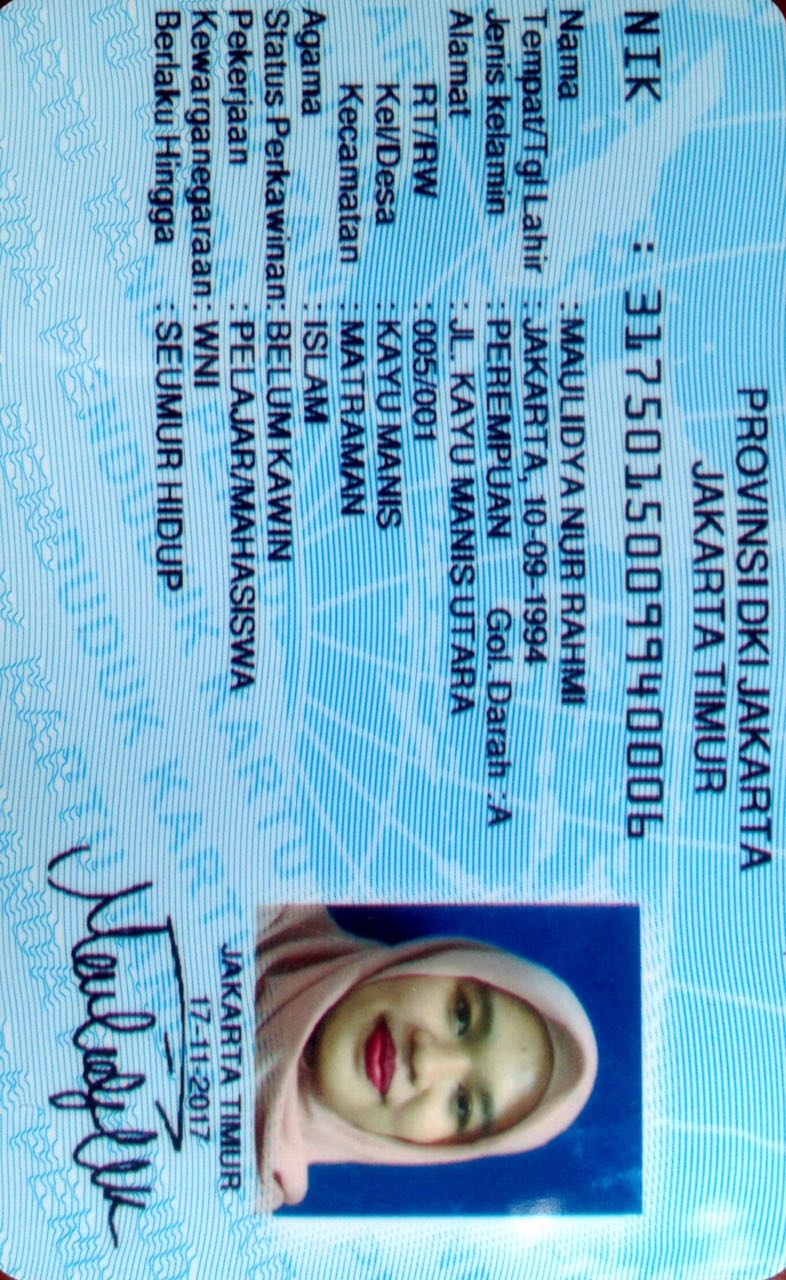 PROVINSI DKI JAKARTA
JAKARTA TIMUR
NIK : 3175015009940006
Nama : MAULIDYA NUR RAHMI
Tempat/Tgl Lahir : JAKARTA, 10-09-1994
Jenis kelamin : PEREMPUAN Gol. Darah : A
Alamat : JL. KAYU MANIS UTARA
RT/RW : 005/001
Kel/Desa : KAYU MANIS
Kecamatan : MATRAMAN
Agama : ISLAM
Status Perkawinan : BELUM KAWIN
Pekerjaan : PELAJAR/MAHASISWA
Kewarganegaraan : WNI
Berlaku Hingga : SEUMUR HIDUP
JAKARTA TIMUR
17-11-2017